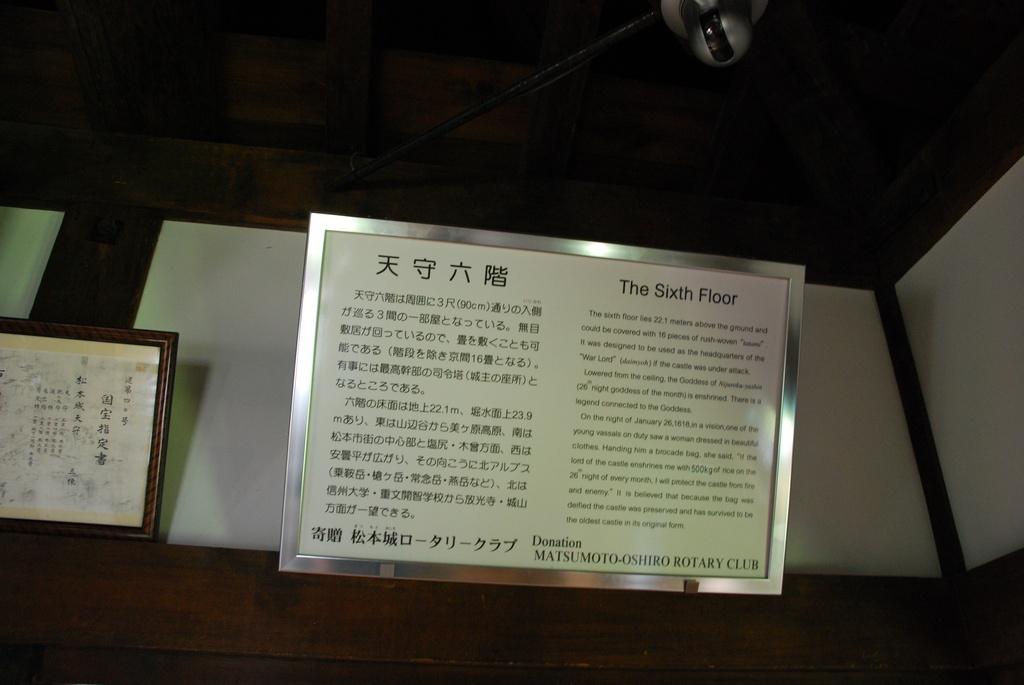 天守六階
天守六階は周囲に3尺(90cm)通りの入側
が巡る3間の一部屋となっている。無目
敷居が回っているので、畳を敷くことも可
能である(階段を除き京間16畳となる)。
有事には最高幹部の司令塔(城主の座所)と
なるところである。
六階の床面は地上22.1m、堀水面上23.9
mあり、東は山辺谷から美ヶ原高原、南は
松本市街の中心部と塩尻・木曽方面、西は
安曇平が広がり、その向こうに北アルプス
(乗鞍岳・槍ヶ岳・常念岳・燕岳など)、北は
信州大学・重文開智学校から放光寺・城山
方面が一望できる。
寄贈 松本城ロータリークラブ
The Sixth Floor
The sixth floor lies 22.1 meters above the ground and
could be covered with 16 pieces of rush-woven "tatami".
It was designed to be used as the headquarters of the
"War Lord" (daimyoh) if the castle was under attack.
Lowered from the ceiling, the Goddess of Nijuroku-yashin
(26th night goddess of the month) is enshrined. There is a
legend connected to the Goddess.
On the night of January 26,1618,in a vision,one of the
young vassals on duty saw a woman dressed in beautiful
clothes. Handing him a brocade bag, she said, "If the
lord of the castle enshrines me with 500kg of rice on the
26th night of every month, I will protect the castle from fire
and enemy." It is believed that because the bag was
deified the castle was preserved and has survived to be
the oldest castle in its original form.
Donation
MATSUMOTO-OSHIRO ROTARY CLUB
国宝指定書
松本城天守